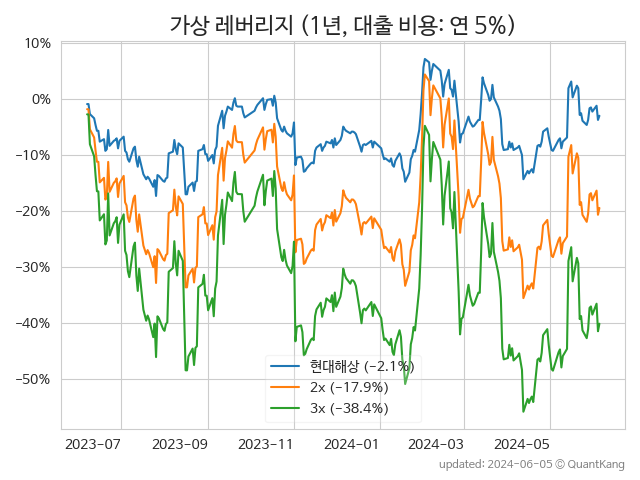 가상 레버리지 (1년, 대출 비용: 연 5%)
10%
0%
−10%
−20%
−30%
−40%
−50%
현대해상 (−2.1%)
2x (−17.9%)
3x (−38.4%)
2023-07 2023-09 2023-11 2024-01 2024-03 2024-05
updated: 2024-06-05 ⓒ QuantKang